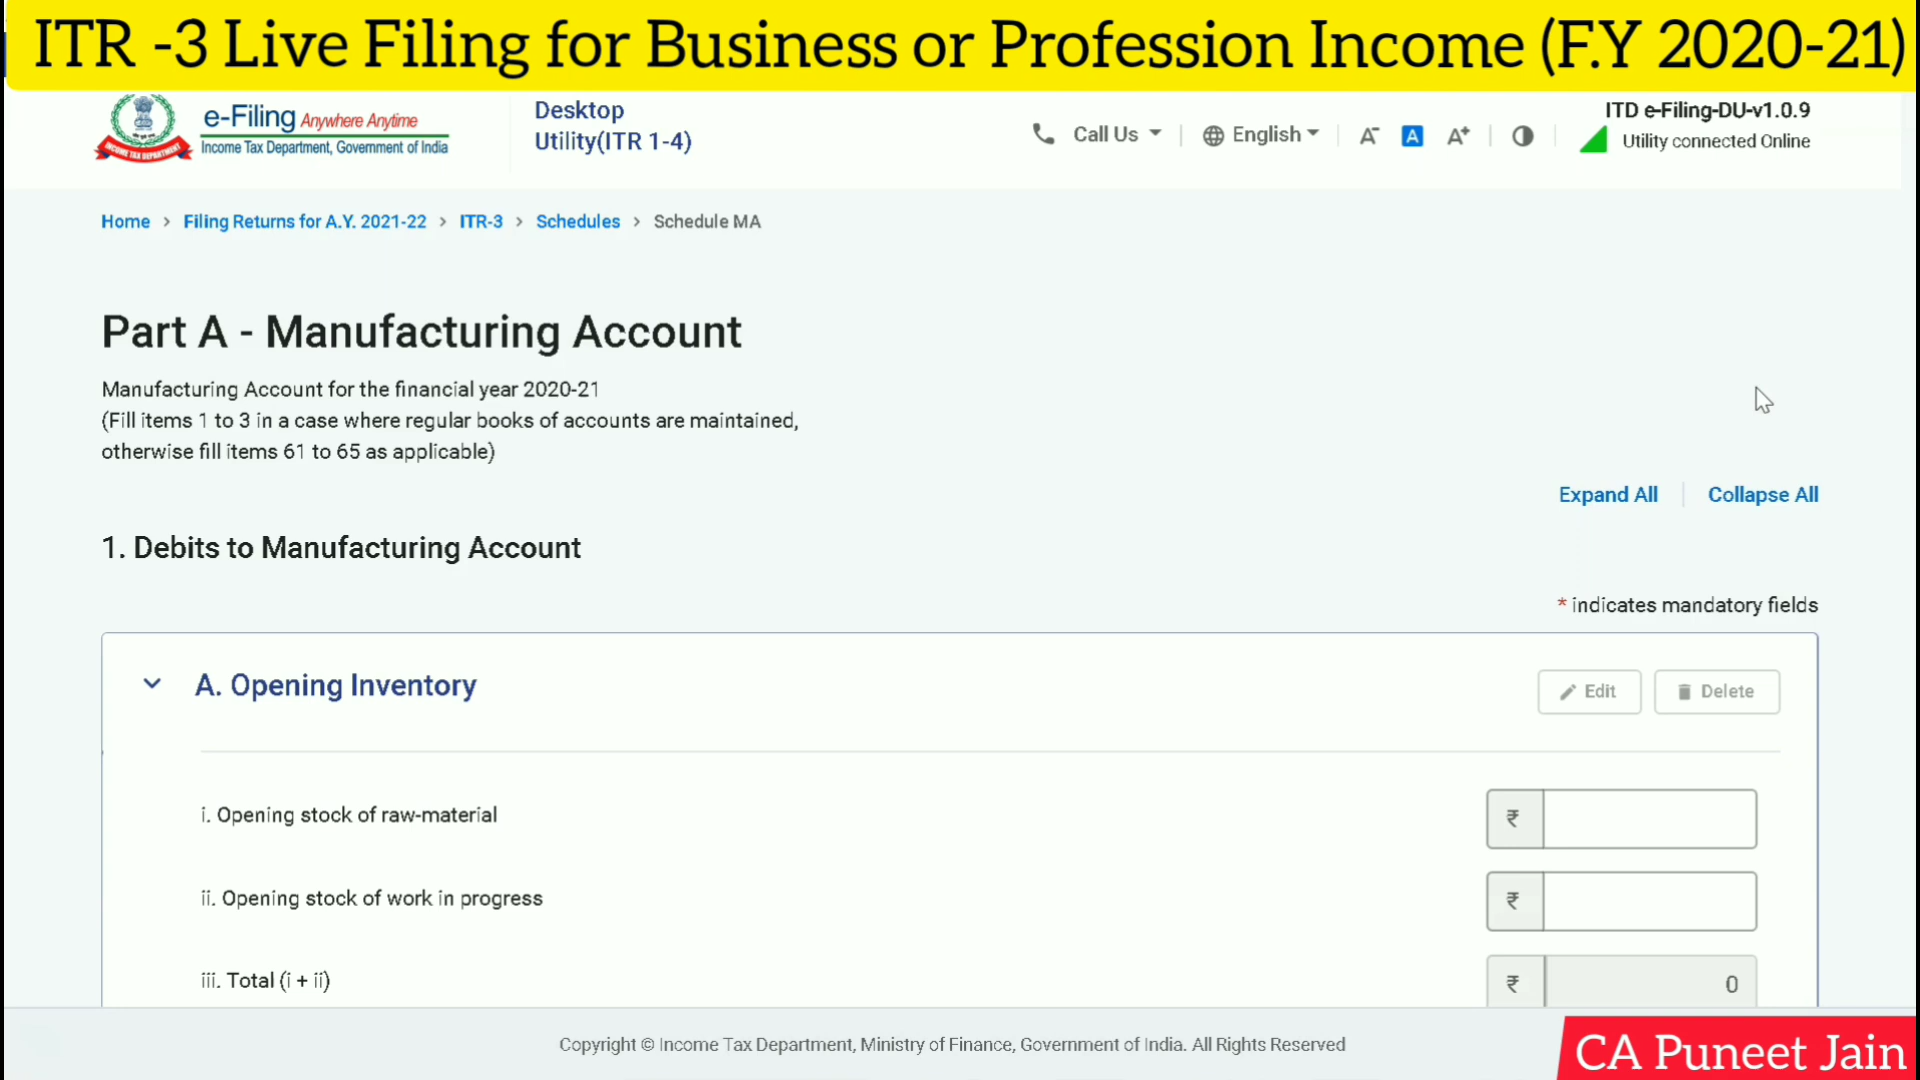 ITR -3 Live Filing for Business or Profession Income (F.Y 2020-21)
e-Filing Anywhere Anytime
Income Tax Department, Government of India
INCOME TAX DEPARTMENT
Desktop
Utility(ITR 1-4)
Call Us
English
A-
A
A+
ITD e-Filing-DU-v1.0.9
Utility connected Online
Home > Filing Returns for A.Y. 2021-22 > ITR-3 > Schedules > Schedule MA
Part A - Manufacturing Account
Manufacturing Account for the financial year 2020-21
(Fill items 1 to 3 in a case where regular books of accounts are maintained,
otherwise fill items 61 to 65 as applicable)
Expand All
Collapse All
1. Debits to Manufacturing Account
* indicates mandatory fields
A. Opening Inventory
Edit
Delete
i. Opening stock of raw-material
₹
ii. Opening stock of work in progress
₹
iii. Total (i + ii)
₹ 0
Copyright © Income Tax Department, Ministry of Finance, Government of India. All Rights Reserved
CA Puneet Jain